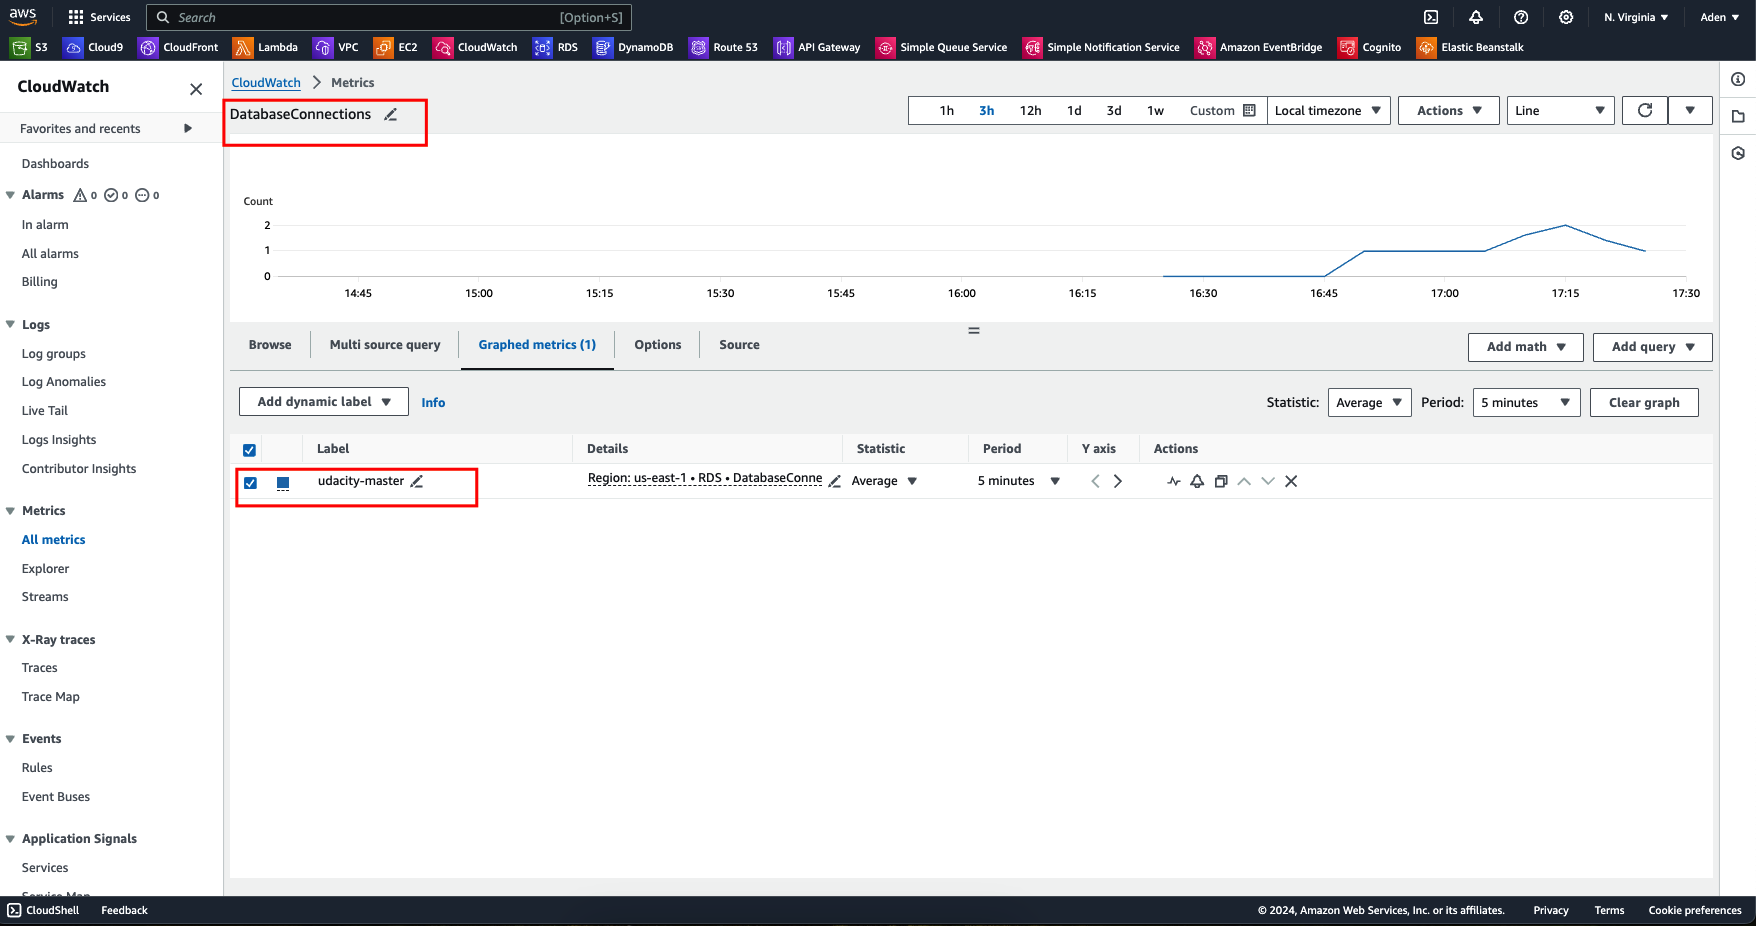 aws Services Search [Option+S] N. Virginia Aden
S3 Cloud9 CloudFront Lambda VPC EC2 CloudWatch RDS DynamoDB Route 53 API Gateway Simple Queue Service Simple Notification Service Amazon EventBridge Cognito Elastic Beanstalk
CloudWatch
Favorites and recents
Dashboards
Alarms 0 0 0
In alarm
All alarms
Billing
Logs
Log groups
Log Anomalies
Live Tail
Logs Insights
Contributor Insights
Metrics
All metrics
Explorer
Streams
X-Ray traces
Traces
Trace Map
Events
Rules
Event Buses
Application Signals
Services
Service Map
CloudWatch Metrics
DatabaseConnections
1h 3h 12h 1d 3d 1w Custom Local timezone Actions Line
Count
2
1
0
14:45 15:00 15:15 15:30 15:45 16:00 16:15 16:30 16:45 17:00 17:15 17:30
Browse Multi source query Graphed metrics (1) Options Source Add math Add query
Add dynamic label Info Statistic: Average Period: 5 minutes Clear graph
Label Details Statistic Period Y axis Actions
udacity-master Region: us-east-1 • RDS • DatabaseConne Average 5 minutes
CloudShell Feedback © 2024, Amazon Web Services, Inc. or its affiliates. Privacy Terms Cookie preferences